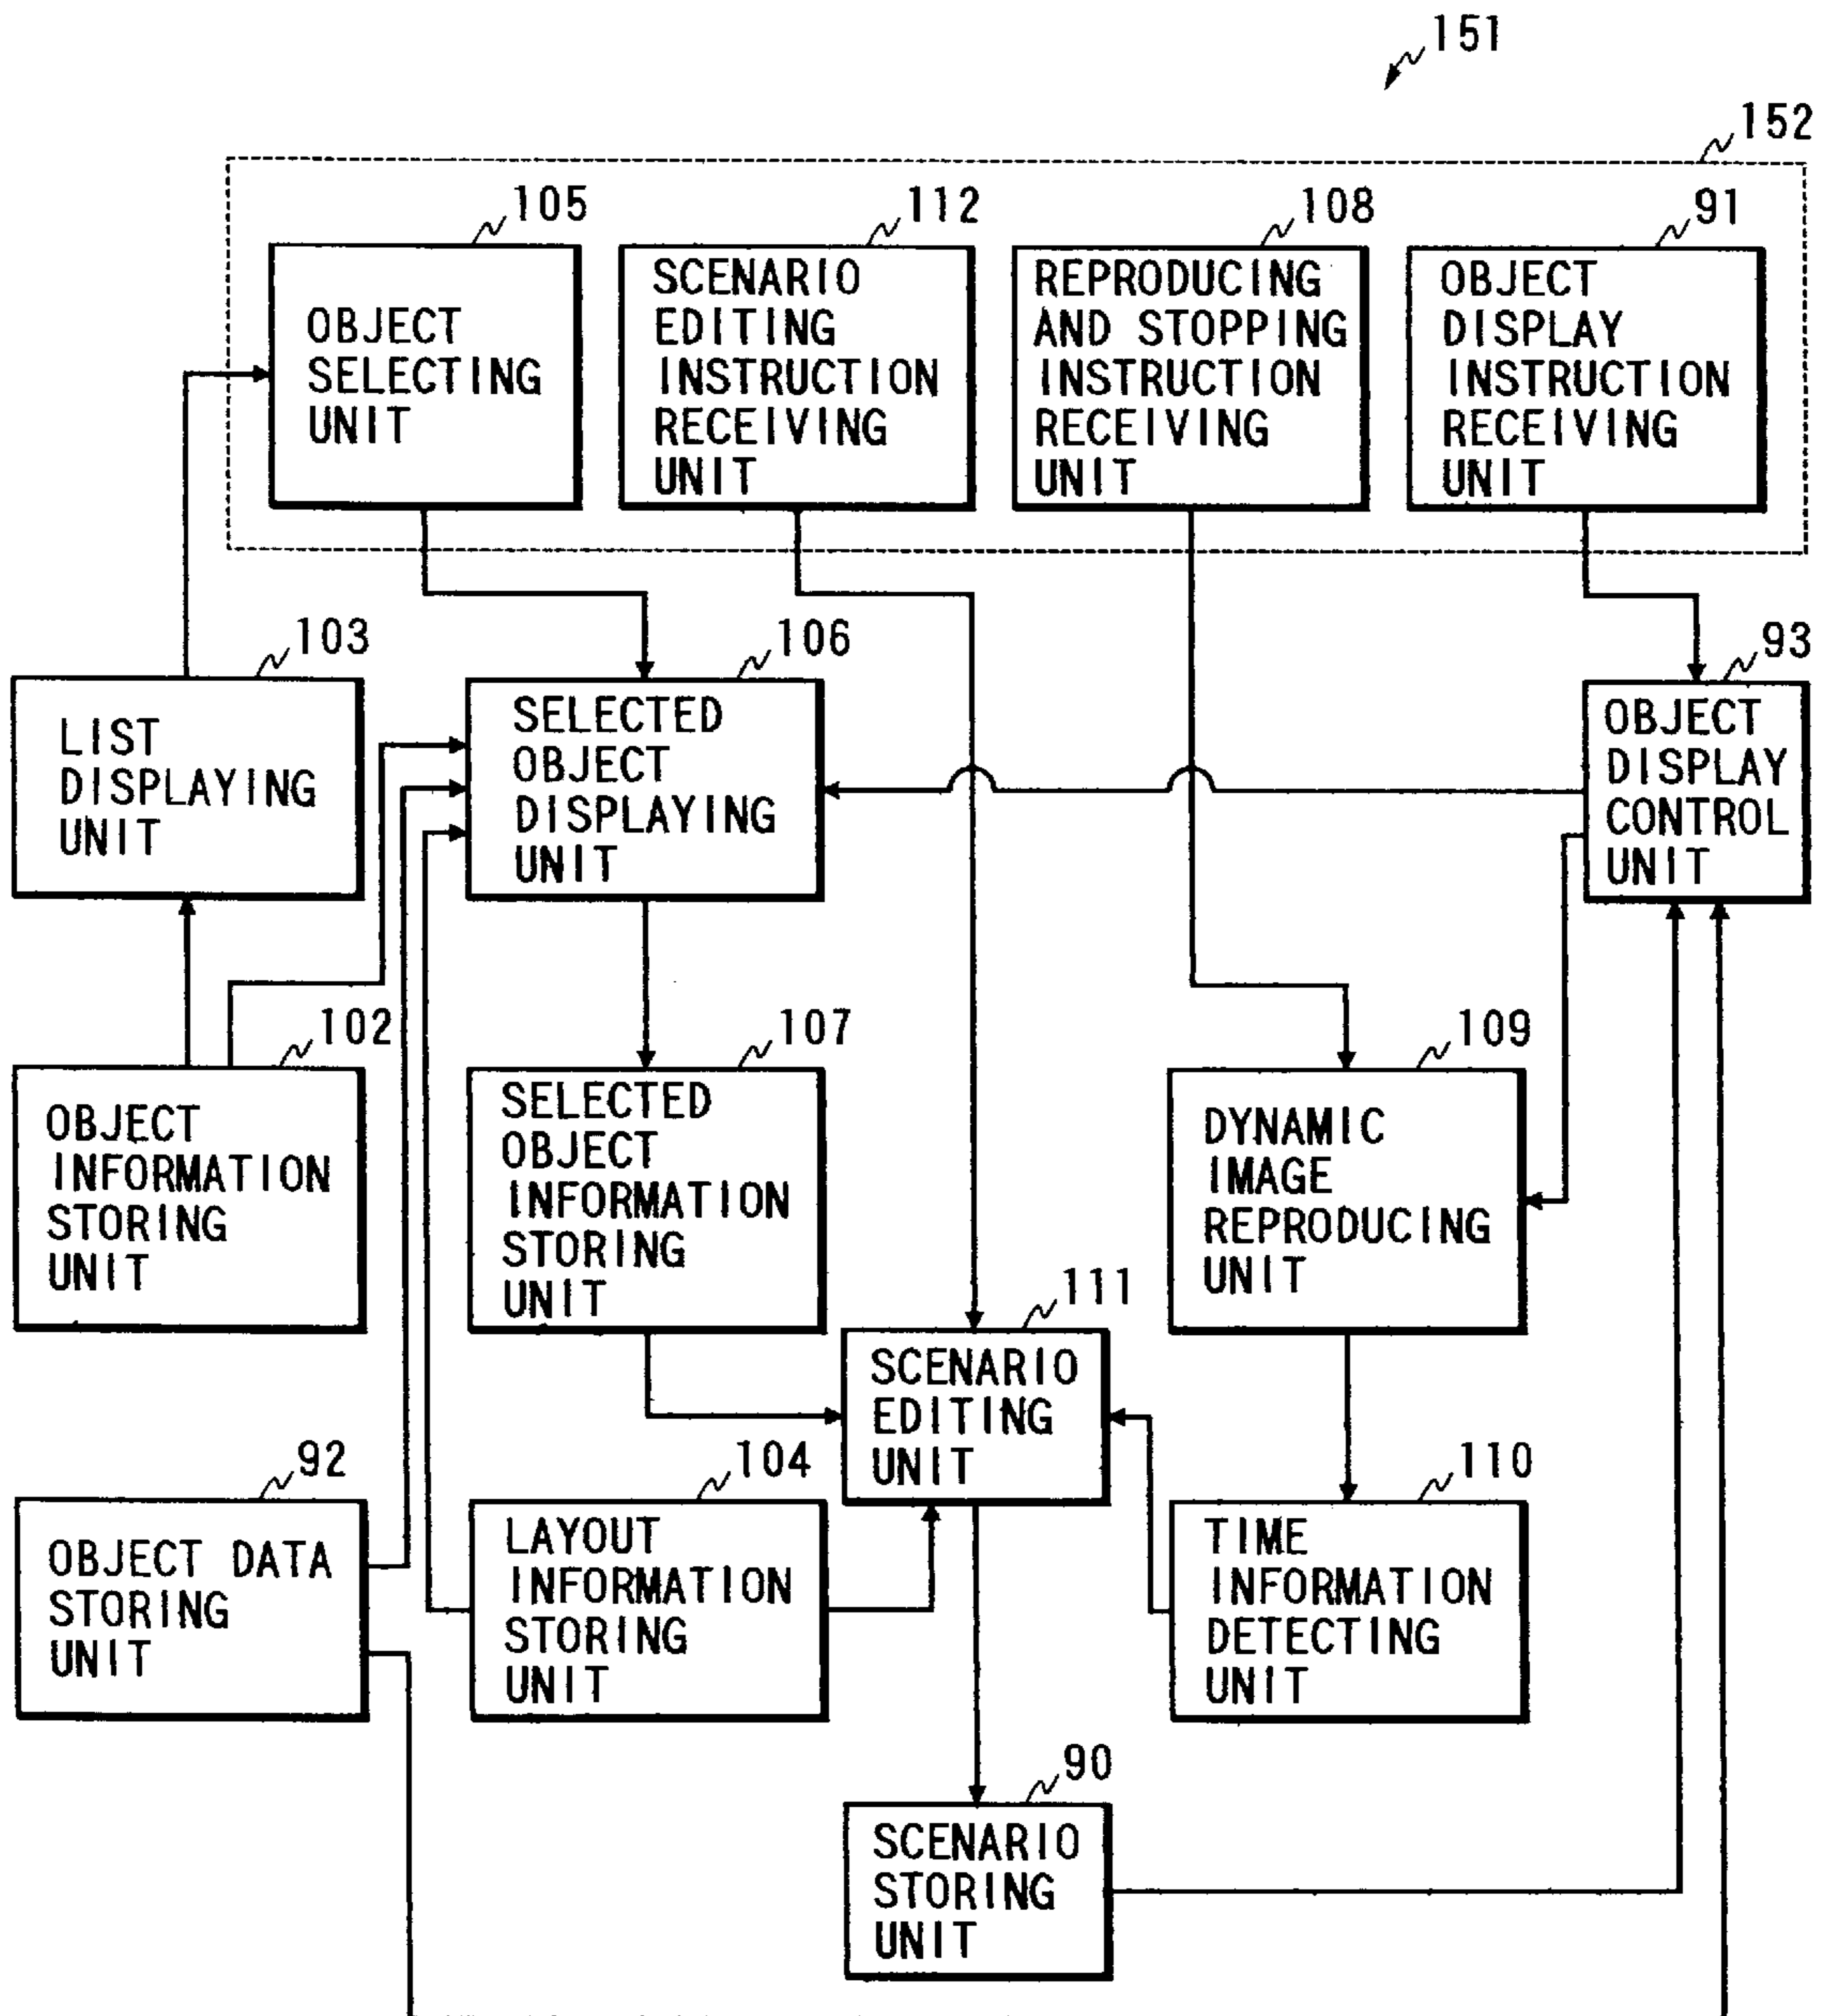 151
152
105
OBJECT
SELECTING
UNIT
112
SCENARIO
EDITING
INSTRUCTION
RECEIVING
UNIT
108
REPRODUCING
AND STOPPING
INSTRUCTION
RECEIVING
UNIT
91
OBJECT
DISPLAY
INSTRUCTION
RECEIVING
UNIT
103
LIST
DISPLAYING
UNIT
106
SELECTED
OBJECT
DISPLAYING
UNIT
93
OBJECT
DISPLAY
CONTROL
UNIT
102
OBJECT
INFORMATION
STORING
UNIT
107
SELECTED
OBJECT
INFORMATION
STORING
UNIT
109
DYNAMIC
IMAGE
REPRODUCING
UNIT
111
SCENARIO
EDITING
UNIT
92
OBJECT DATA
STORING
UNIT
104
LAYOUT
INFORMATION
STORING
UNIT
110
TIME
INFORMATION
DETECTING
UNIT
90
SCENARIO
STORING
UNIT